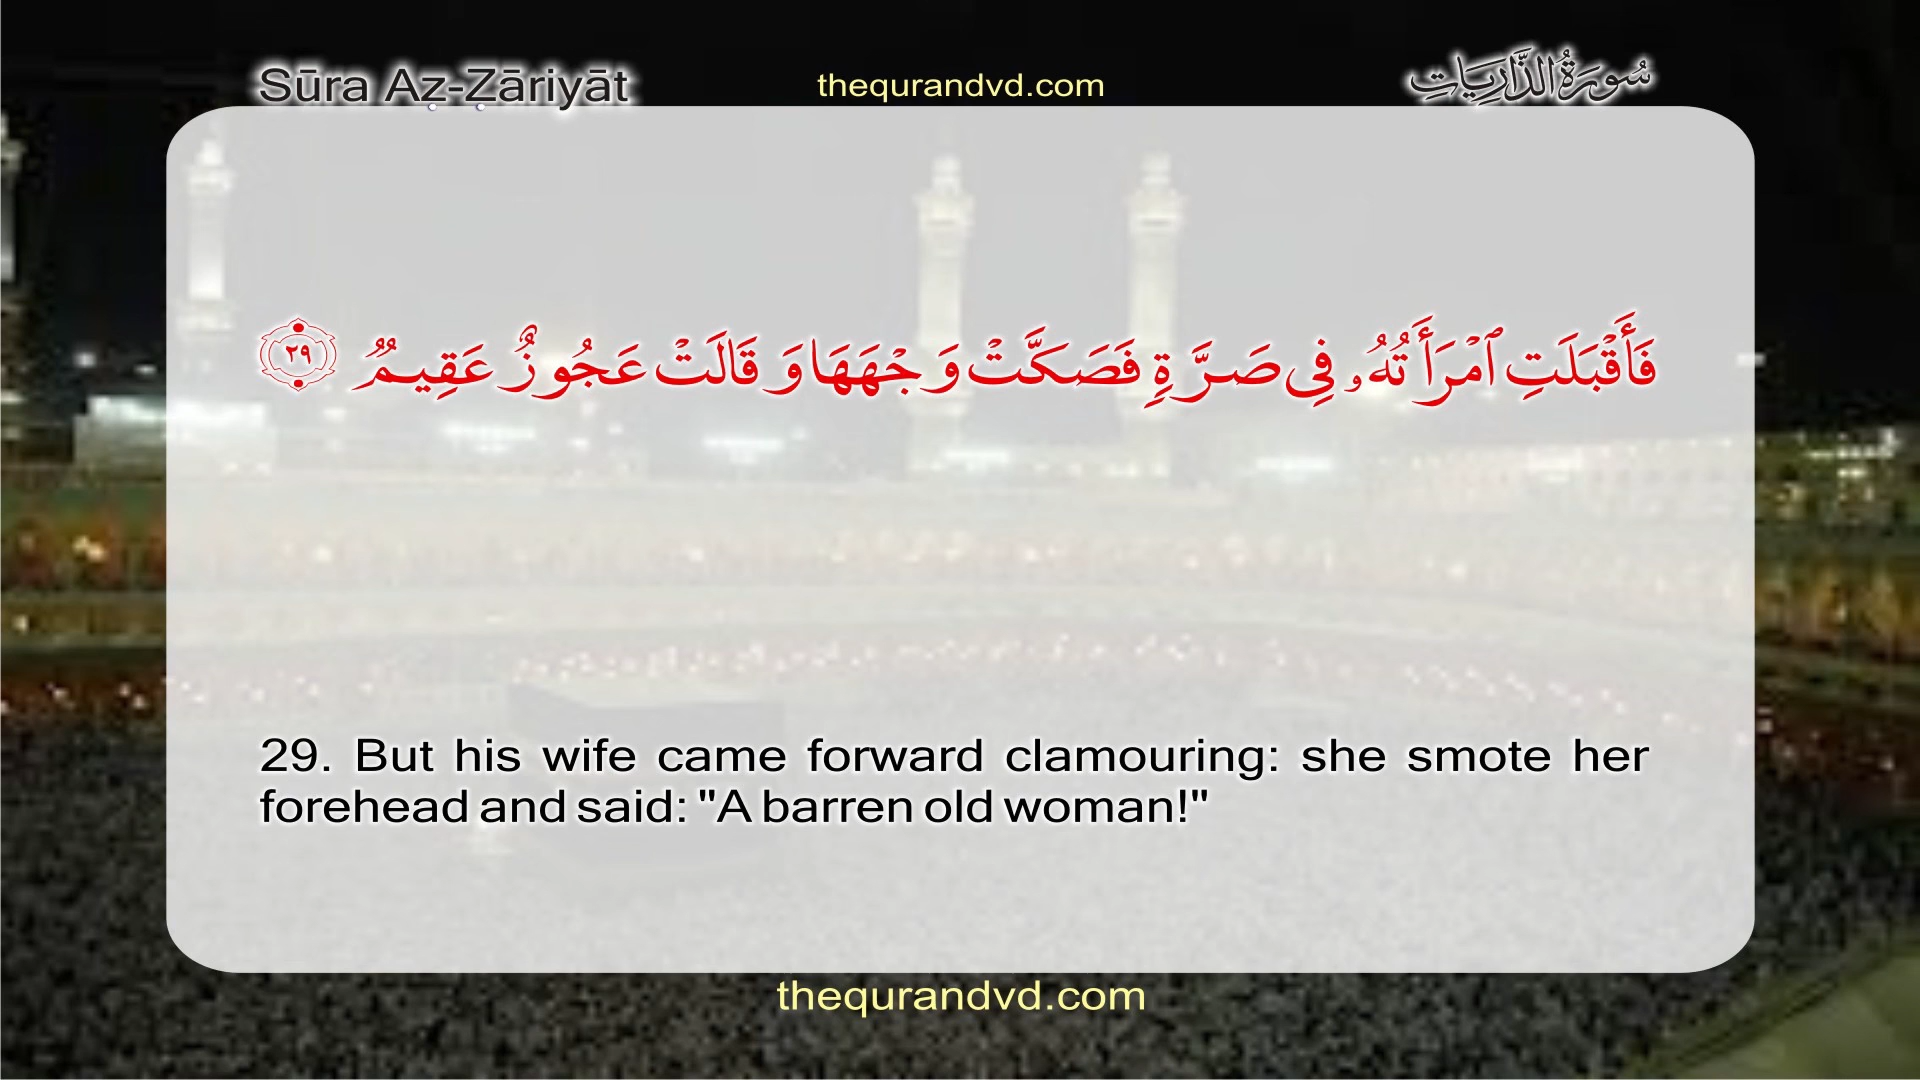 Sūra Aẓ-Ẓāriyāt
thequrandvd.com
سُورَةُ الذَّارِيَات
فَأَقْبَلَتِ ٱمْرَأَتُهُۥ فِى صَرَّةٍ فَصَكَّتْ وَجْهَهَا وَقَالَتْ عَجُوزٌ عَقِيمٌ ٢٩
29. But his wife came forward clamouring: she smote her
forehead and said: "A barren old woman!"
thequrandvd.com